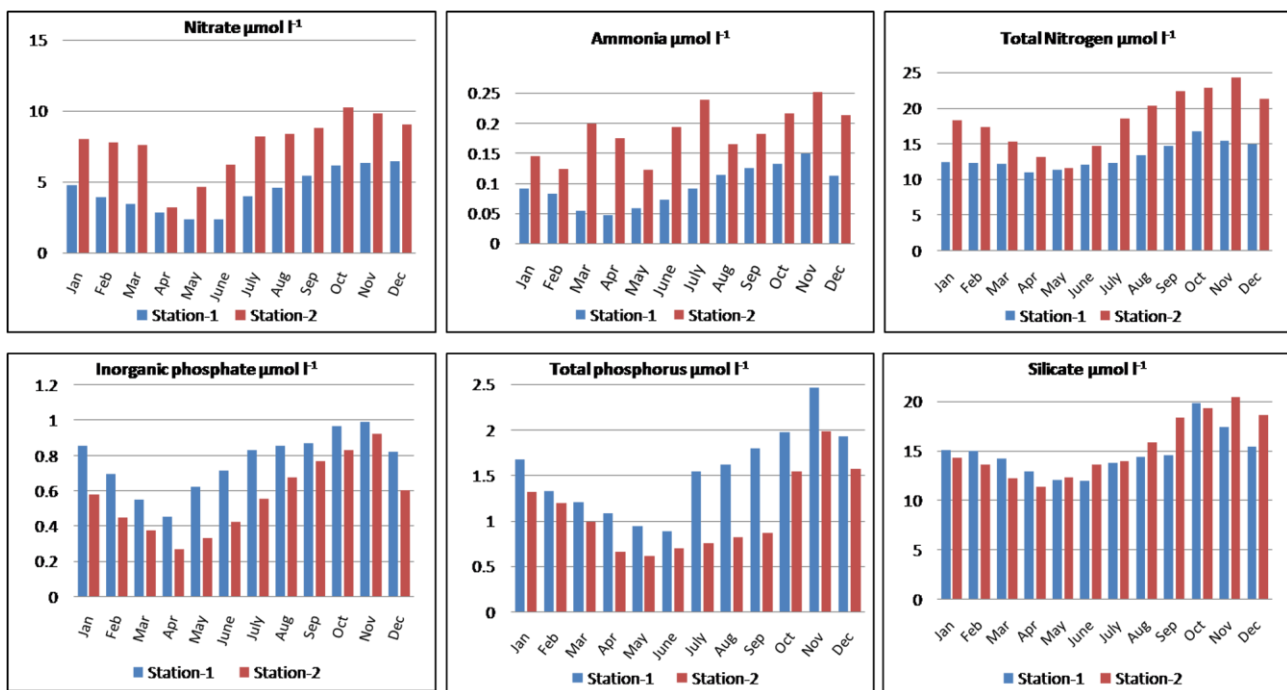 Nitrate µmol l-1
15
10
5
0
Jan Feb Mar Apr May June July Aug Sep Oct Nov Dec
Station-1 Station-2
Ammonia µmol l-1
0.25
0.2
0.15
0.1
0.05
0
Jan Feb Mar Apr May June July Aug Sep Oct Nov Dec
Station-1 Station-2
Total Nitrogen µmol l-1
25
20
15
10
5
0
Jan Feb Mar Apr May June July Aug Sep Oct Nov Dec
Station-1 Station-2
Inorganic phosphate µmol l-1
1.2
1
0.8
0.6
0.4
0.2
0
Jan Feb Mar Apr May June July Aug Sep Oct Nov Dec
Station-1 Station-2
Total phosphorus µmol l-1
2.5
2
1.5
1
0.5
0
Jan Feb Mar Apr May June July Aug Sep Oct Nov Dec
Station-1 Station-2
Silicate µmol l-1
20
15
10
5
0
Jan Feb Mar Apr May June July Aug Sep Oct Nov Dec
Station-1 Station-2